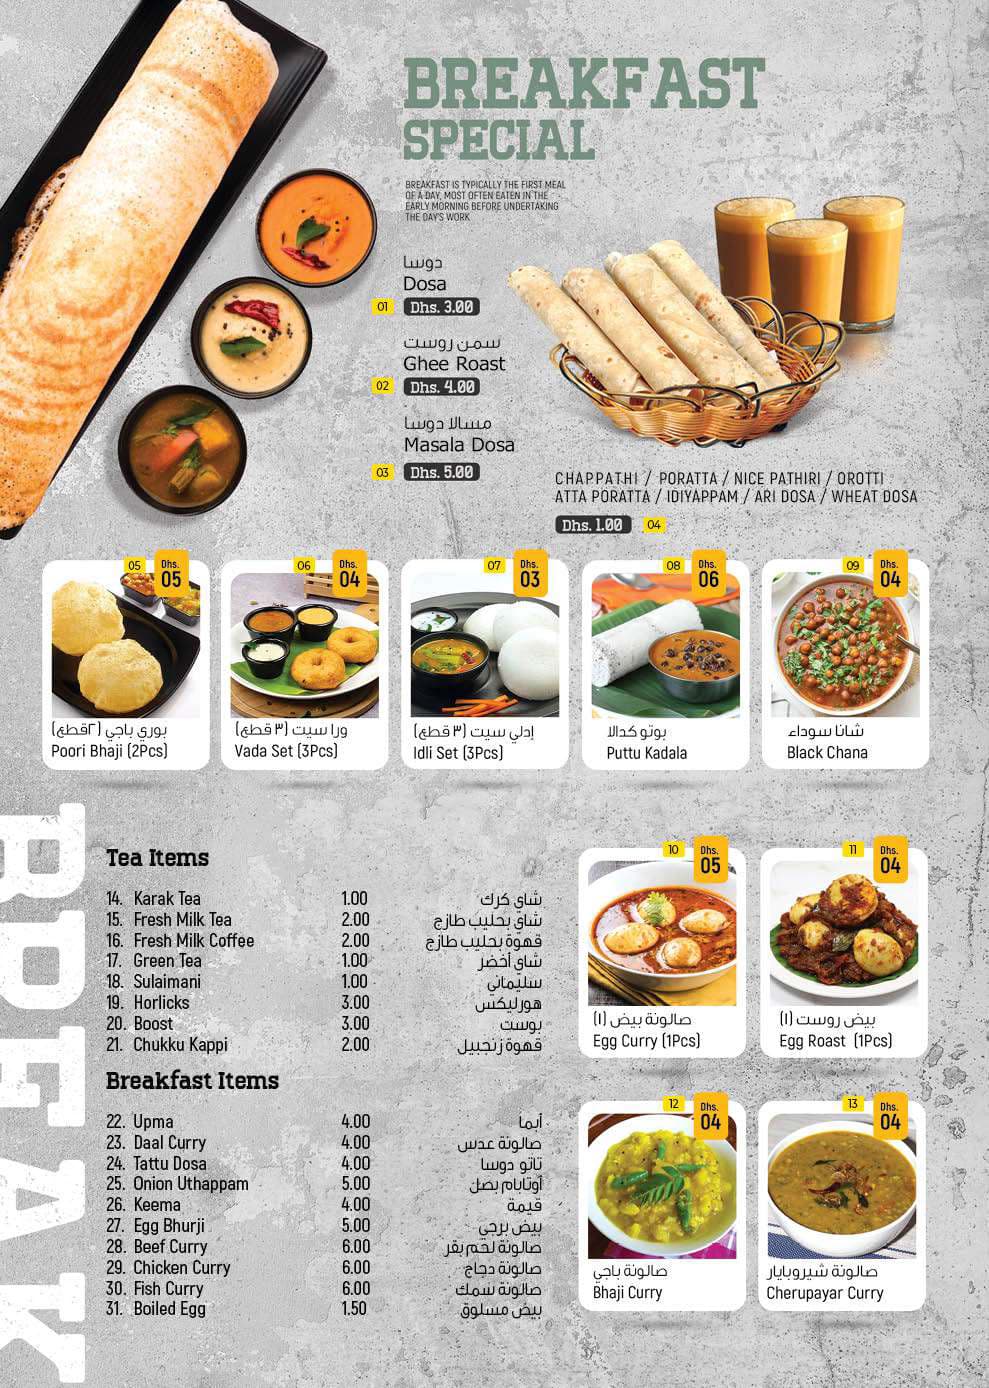 BREAKFAST
SPECIAL
BREAKFAST IS TYPICALLY THE FIRST MEAL
OF A DAY, MOST OFTEN EATEN IN THE
EARLY MORNING BEFORE UNDERTAKING
THE DAY'S WORK
دوسا
Dosa
01 Dhs. 3.00
سمن روست
Ghee Roast
02 Dhs. 4.00
مسالا دوسا
Masala Dosa
03 Dhs. 5.00
CHAPPATHI / PORATTA / NICE PATHIRI / OROTTI
ATTA PORATTA / IDIYAPPAM / ARI DOSA / WHEAT DOSA
Dhs. 1.00 04
05 Dhs. 05
بوري باجي (٢قطع)
Poori Bhaji (2Pcs)
06 Dhs. 04
ورا سيت (٣ قطع)
Vada Set (3Pcs)
07 Dhs. 03
إدلي سيت (٣ قطع)
Idli Set (3Pcs)
08 Dhs. 06
بوتو كدالا
Puttu Kadala
09 Dhs. 04
شانا سوداء
Black Chana
BREAK
Tea Items
14. Karak Tea 1.00 شاي كرك
15. Fresh Milk Tea 2.00 شاي بحليب طازج
16. Fresh Milk Coffee 2.00 قهوة بحليب طازج
17. Green Tea 1.00 شاي أخضر
18. Sulaimani 1.00 سليماني
19. Horlicks 3.00 هورليكس
20. Boost 3.00 بوست
21. Chukku Kappi 2.00 قهوة زنجبيل
Breakfast Items
22. Upma 4.00 أبما
23. Daal Curry 4.00 صالونة عدس
24. Tattu Dosa 4.00 تاتو دوسا
25. Onion Uthappam 5.00 أوتابام بصل
26. Keema 4.00 قيمة
27. Egg Bhurji 5.00 بيض برجي
28. Beef Curry 6.00 صالونة لحم بقر
29. Chicken Curry 6.00 صالونة دجاج
30. Fish Curry 6.00 صالونة سمك
31. Boiled Egg 1.50 بيض مسلوق
10 Dhs. 05
صالونة بيض (١)
Egg Curry (1Pcs)
11 Dhs. 04
بيض روست (١)
Egg Roast (1Pcs)
12 Dhs. 04
صالونة باجي
Bhaji Curry
13 Dhs. 04
صالونة شيروبايار
Cherupayar Curry